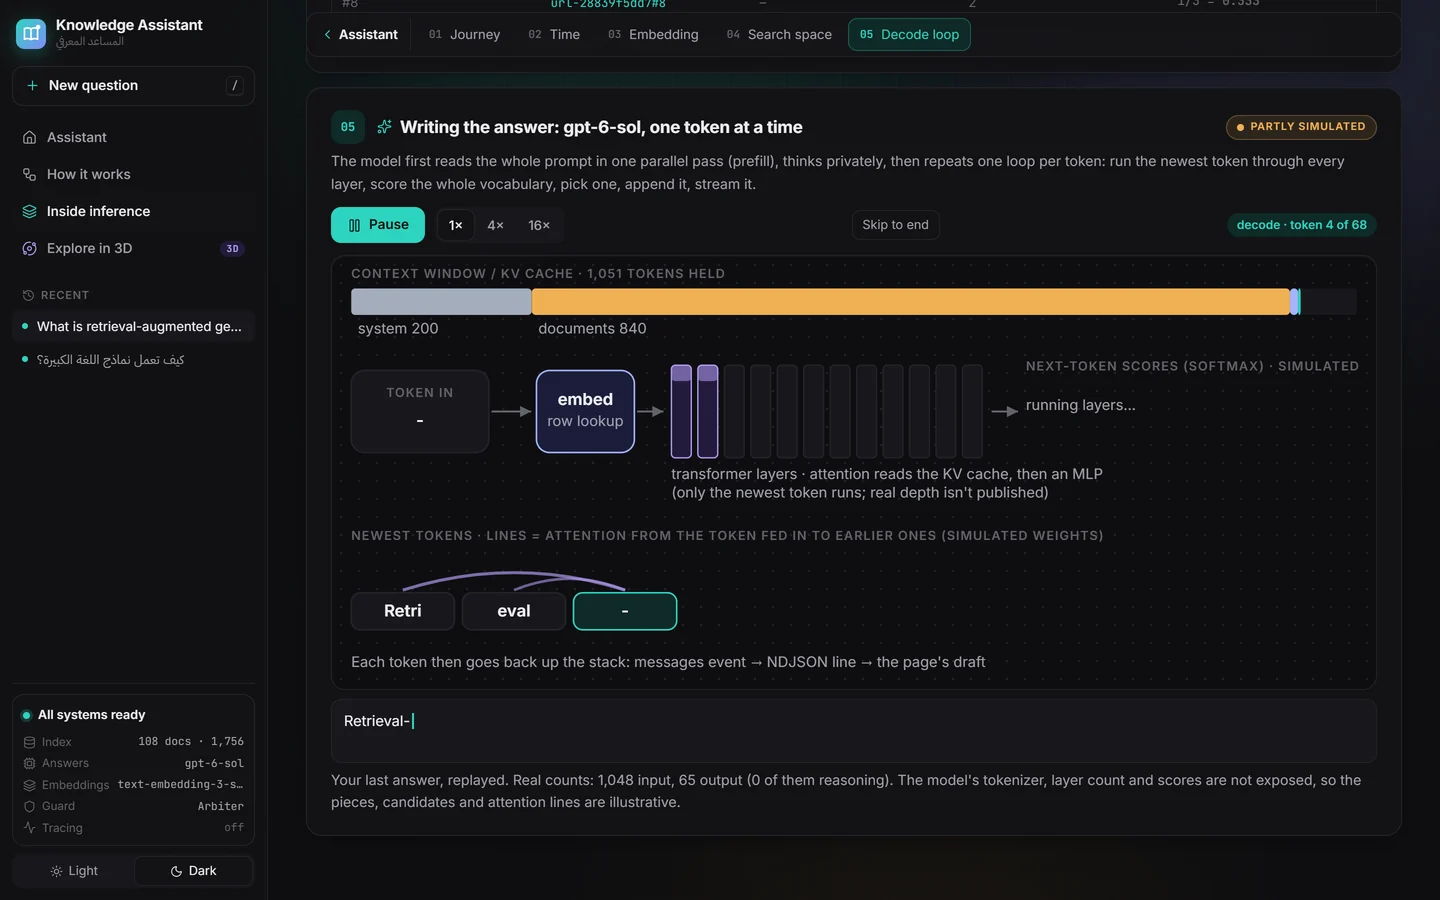 Knowledge Assistant
المساعد المعرفي
New question
/
Assistant
How it works
Inside inference
Explore in 3D
3D
RECENT
What is retrieval-augmented ge...
كيف تعمل نماذج اللغة الكبيرة؟
All systems ready
Index 108 docs · 1,756
Answers gpt-6-sol
Embeddings text-embedding-3-s…
Guard Arbiter
Tracing off
Light
Dark
#8 url-28839f5dd7#8 — 2 1/3 = 0.333
Assistant
01 Journey
02 Time
03 Embedding
04 Search space
05 Decode loop
05
Writing the answer: gpt-6-sol, one token at a time
PARTLY SIMULATED
The model first reads the whole prompt in one parallel pass (prefill), thinks privately, then repeats one loop per token: run the newest token through every
layer, score the whole vocabulary, pick one, append it, stream it.
Pause
1×
4×
16×
Skip to end
decode · token 4 of 68
CONTEXT WINDOW / KV CACHE · 1,051 TOKENS HELD
system 200
documents 840
TOKEN IN
-
embed
row lookup
NEXT-TOKEN SCORES (SOFTMAX) · SIMULATED
running layers…
transformer layers · attention reads the KV cache, then an MLP
(only the newest token runs; real depth isn't published)
NEWEST TOKENS · LINES = ATTENTION FROM THE TOKEN FED IN TO EARLIER ONES (SIMULATED WEIGHTS)
Retri
eval
-
Each token then goes back up the stack: messages event → NDJSON line → the page's draft
Retrieval-
Your last answer, replayed. Real counts: 1,048 input, 65 output (0 of them reasoning). The model's tokenizer, layer count and scores are not exposed, so the
pieces, candidates and attention lines are illustrative.